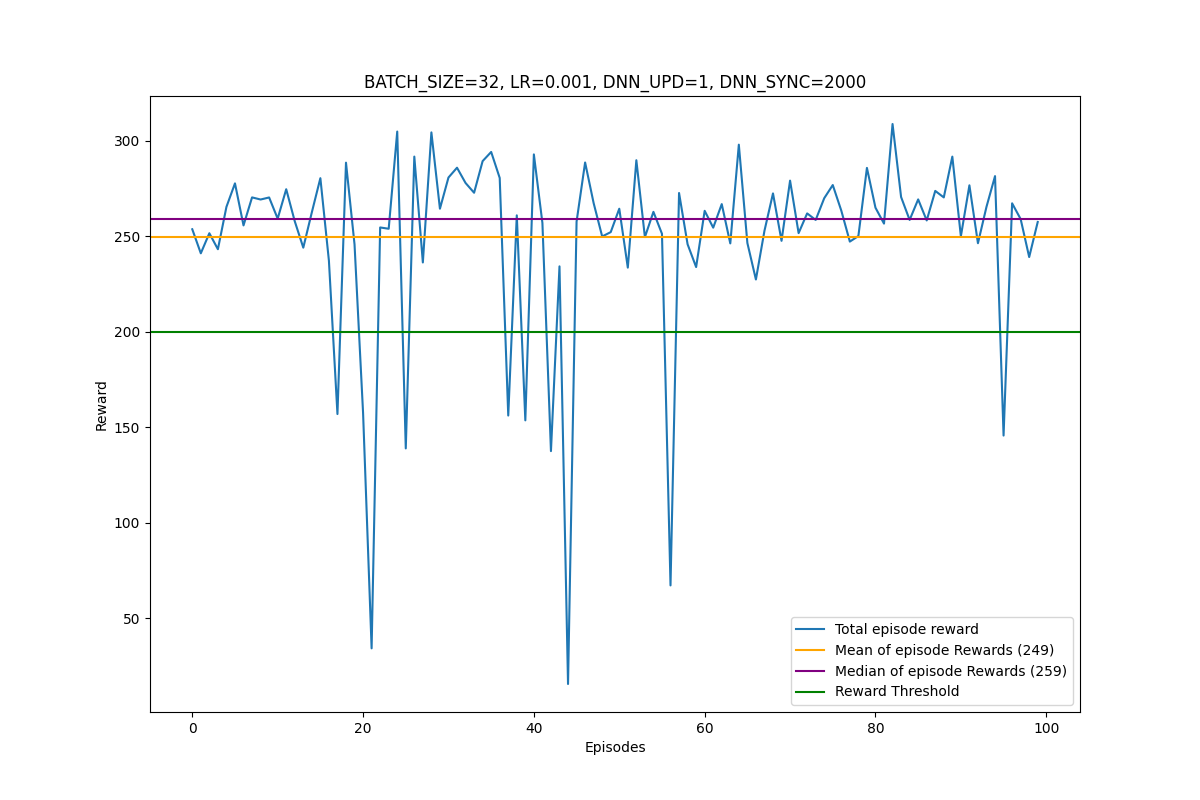 BATCH_SIZE=32, LR=0.001, DNN_UPD=1, DNN_SYNC=2000
300
250
200
150
100
50
Reward
0
20
40
60
80
100
Episodes
Total episode reward
Mean of episode Rewards (249)
Median of episode Rewards (259)
Reward Threshold